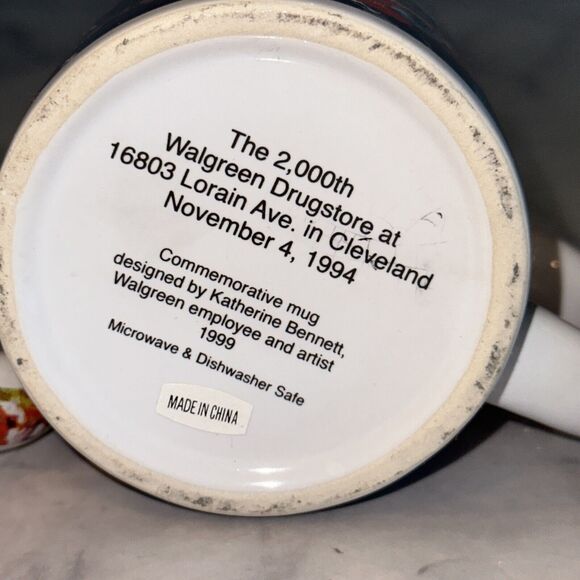 The 2,000th
Walgreen Drugstore at
16803 Lorain Ave. in Cleveland
November 4, 1994
Commemorative mug
designed by Katherine Bennett,
Walgreen employee and artist
1999
Microwave & Dishwasher Safe
MADE IN CHINA